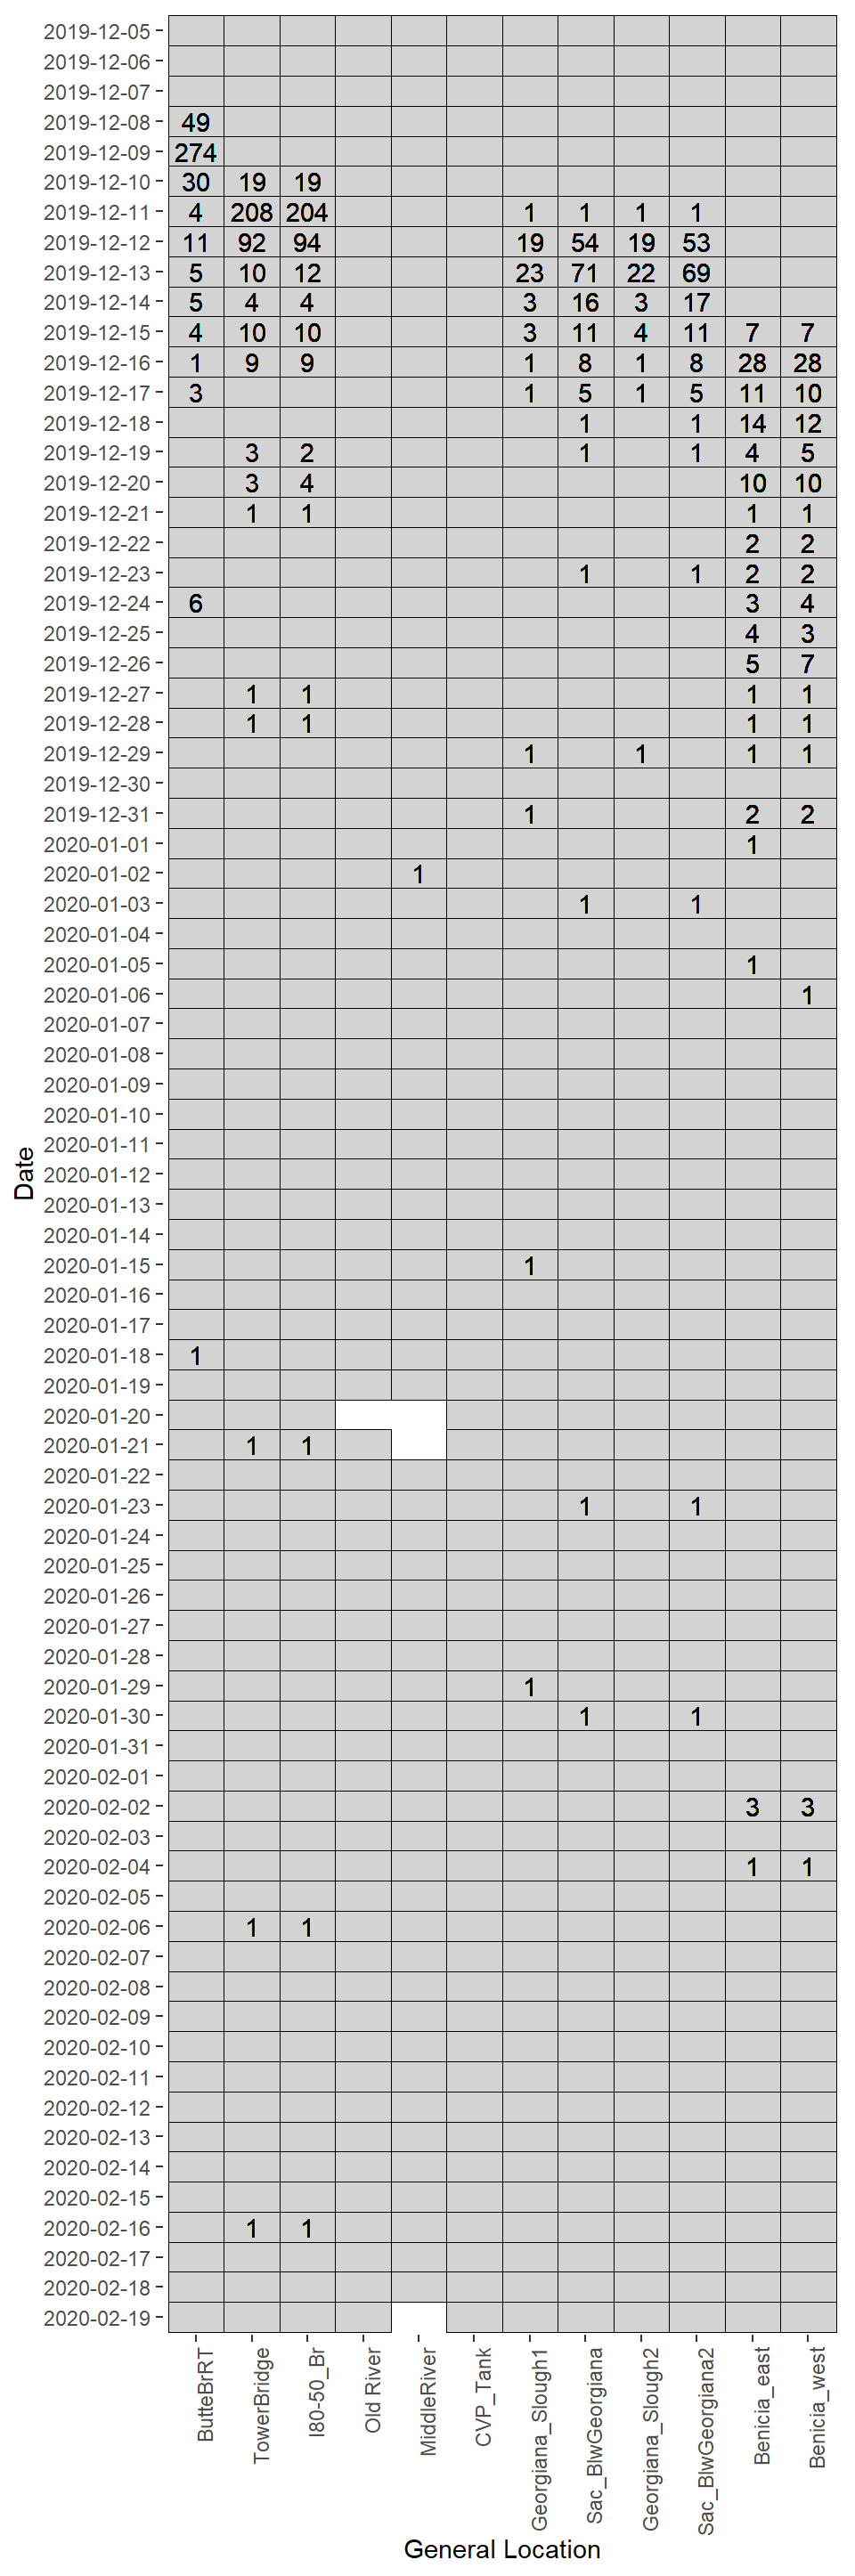 2019-12-05
2019-12-06
2019-12-07
2019-12-08 49
2019-12-09 274
2019-12-10 30 19 19
2019-12-11 4 208 204 1 1 1 1
2019-12-12 11 92 94 19 54 19 53
2019-12-13 5 10 12 23 71 22 69
2019-12-14 5 4 4 3 16 3 17
2019-12-15 4 10 10 3 11 4 11 7 7
2019-12-16 1 9 9 1 8 1 8 28 28
2019-12-17 3 1 5 1 5 11 10
2019-12-18 1 1 14 12
2019-12-19 3 2 1 1 4 5
2019-12-20 3 4 10 10
2019-12-21 1 1 1 1
2019-12-22 2 2
2019-12-23 1 1 2 2
2019-12-24 6 3 4
2019-12-25 4 3
2019-12-26 5 7
2019-12-27 1 1 1 1
2019-12-28 1 1 1 1
2019-12-29 1 1 1 1
2019-12-30
2019-12-31 1 2 2
2020-01-01 1
2020-01-02 1
2020-01-03 1 1
2020-01-04
2020-01-05 1
2020-01-06 1
2020-01-07
2020-01-08
2020-01-09
2020-01-10
2020-01-11
2020-01-12
2020-01-13
2020-01-14
2020-01-15 1
2020-01-16
2020-01-17
2020-01-18 1
2020-01-19
2020-01-20
2020-01-21 1 1
2020-01-22
2020-01-23 1 1
2020-01-24
2020-01-25
2020-01-26
2020-01-27
2020-01-28
2020-01-29 1
2020-01-30 1 1
2020-01-31
2020-02-01
2020-02-02 3 3
2020-02-03
2020-02-04 1 1
2020-02-05
2020-02-06 1 1
2020-02-07
2020-02-08
2020-02-09
2020-02-10
2020-02-11
2020-02-12
2020-02-13
2020-02-14
2020-02-15
2020-02-16 1 1
2020-02-17
2020-02-18
2020-02-19
Date
ButteBrRT
TowerBridge
I80-50_Br
Old River
MiddleRiver
CVP_Tank
Georgiana_Slough1
Sac_BlwGeorgiana
Georgiana_Slough2
Sac_BlwGeorgiana2
Benicia_east
Benicia_west
General Location